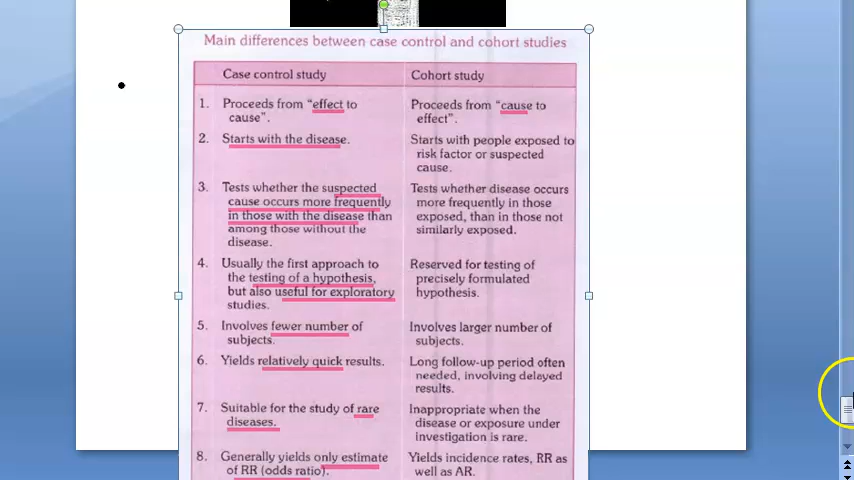 Main differences between case control and cohort studies
Case control study Cohort study
1. Proceeds from "effect to Proceeds from "cause to
cause". effect".
2. Starts with the disease. Starts with people exposed to
risk factor or suspected
cause.
3. Tests whether the suspected Tests whether disease occurs
cause occurs more frequently more frequently in those
in those with the disease than exposed, than in those not
among those without the similarly exposed.
disease.
4. Usually the first approach to Reserved for testing of
the testing of a hypothesis, precisely formulated
but also useful for exploratory hypothesis.
studies.
5. Involves fewer number of Involves larger number of
subjects. subjects.
6. Yields relatively quick results. Long follow-up period often
needed, involving delayed
results.
7. Suitable for the study of rare Inappropriate when the
diseases. disease or exposure under
investigation is rare.
8. Generally yields only estimate Yields incidence rates, RR as
of RR (odds ratio). well as AR.